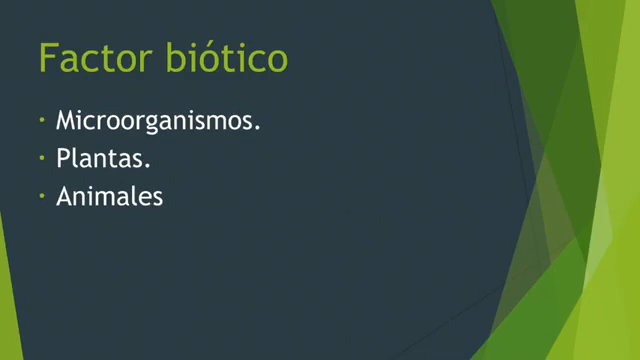 Factor biótico
• Microorganismos.
• Plantas.
• Animales